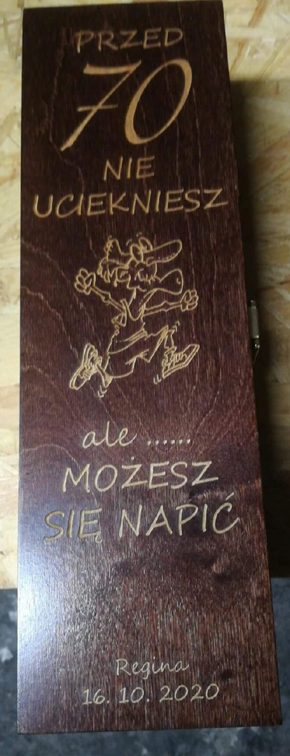 PRZED
70
NIE
UCIEKNIESZ
ale ......
MOŻESZ
SIĘ NAPIĆ
Regina
16. 10. 2020